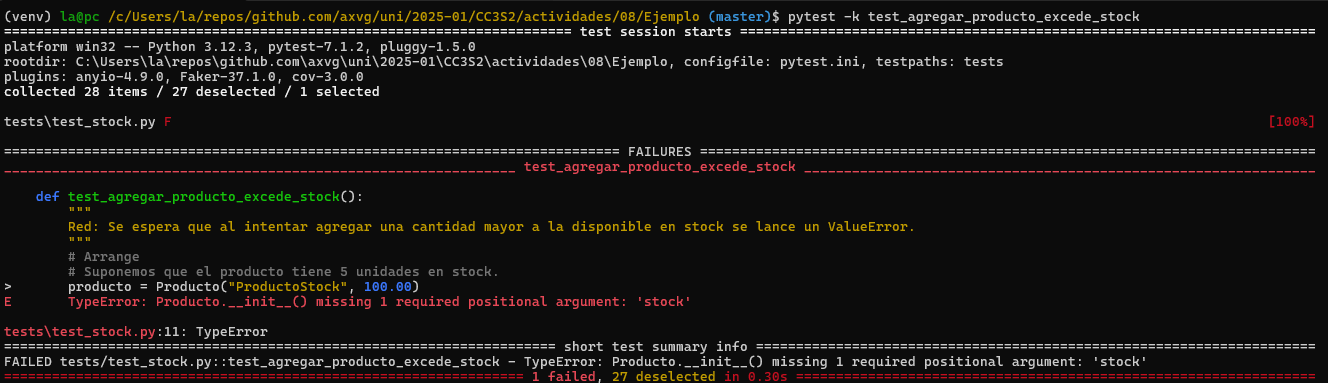 (venv) la@pc /c/Users/la/repos/github.com/axvg/uni/2025-01/CC3S2/actividades/08/Ejemplo (master)$ pytest -k test_agregar_producto_excede_stock
======================================================================= test session starts ========================================================================
platform win32 -- Python 3.12.3, pytest-7.1.2, pluggy-1.5.0
rootdir: C:\Users\la\repos\github.com\axvg\uni\2025-01\CC3S2\actividades\08\Ejemplo, configfile: pytest.ini, testpaths: tests
plugins: anyio-4.9.0, Faker-37.1.0, cov-3.0.0
collected 28 items / 27 deselected / 1 selected
tests\test_stock.py F [100%]
============================================================================= FAILURES =============================================================================
________________________________________________________________ test_agregar_producto_excede_stock ________________________________________________________________
def test_agregar_producto_excede_stock():
"""
Red: Se espera que al intentar agregar una cantidad mayor a la disponible en stock se lance un ValueError.
"""
# Arrange
# Suponemos que el producto tiene 5 unidades en stock.
> producto = Producto("ProductoStock", 100.00)
E TypeError: Producto.__init__() missing 1 required positional argument: 'stock'
tests\test_stock.py:11: TypeError
===================================================================== short test summary info ======================================================================
FAILED tests/test_stock.py::test_agregar_producto_excede_stock - TypeError: Producto.__init__() missing 1 required positional argument: 'stock'
================================================================= 1 failed, 27 deselected in 0.30s =================================================================